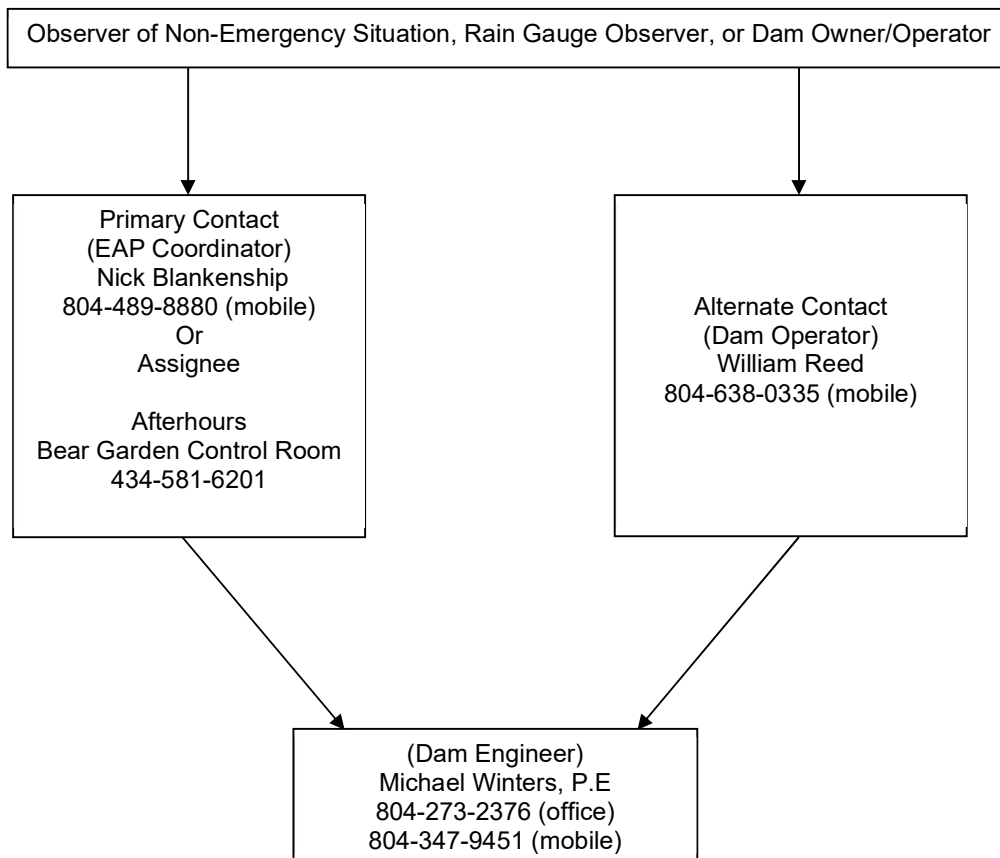 Observer of Non-Emergency Situation, Rain Gauge Observer, or Dam Owner/Operator
Primary Contact
(EAP Coordinator)
Nick Blankenship
804-489-8880 (mobile)
Or
Assignee
Afterhours
Bear Garden Control Room
434-581-6201
Alternate Contact
(Dam Operator)
William Reed
804-638-0335 (mobile)
(Dam Engineer)
Michael Winters, P.E
804-273-2376 (office)
804-347-9451 (mobile)